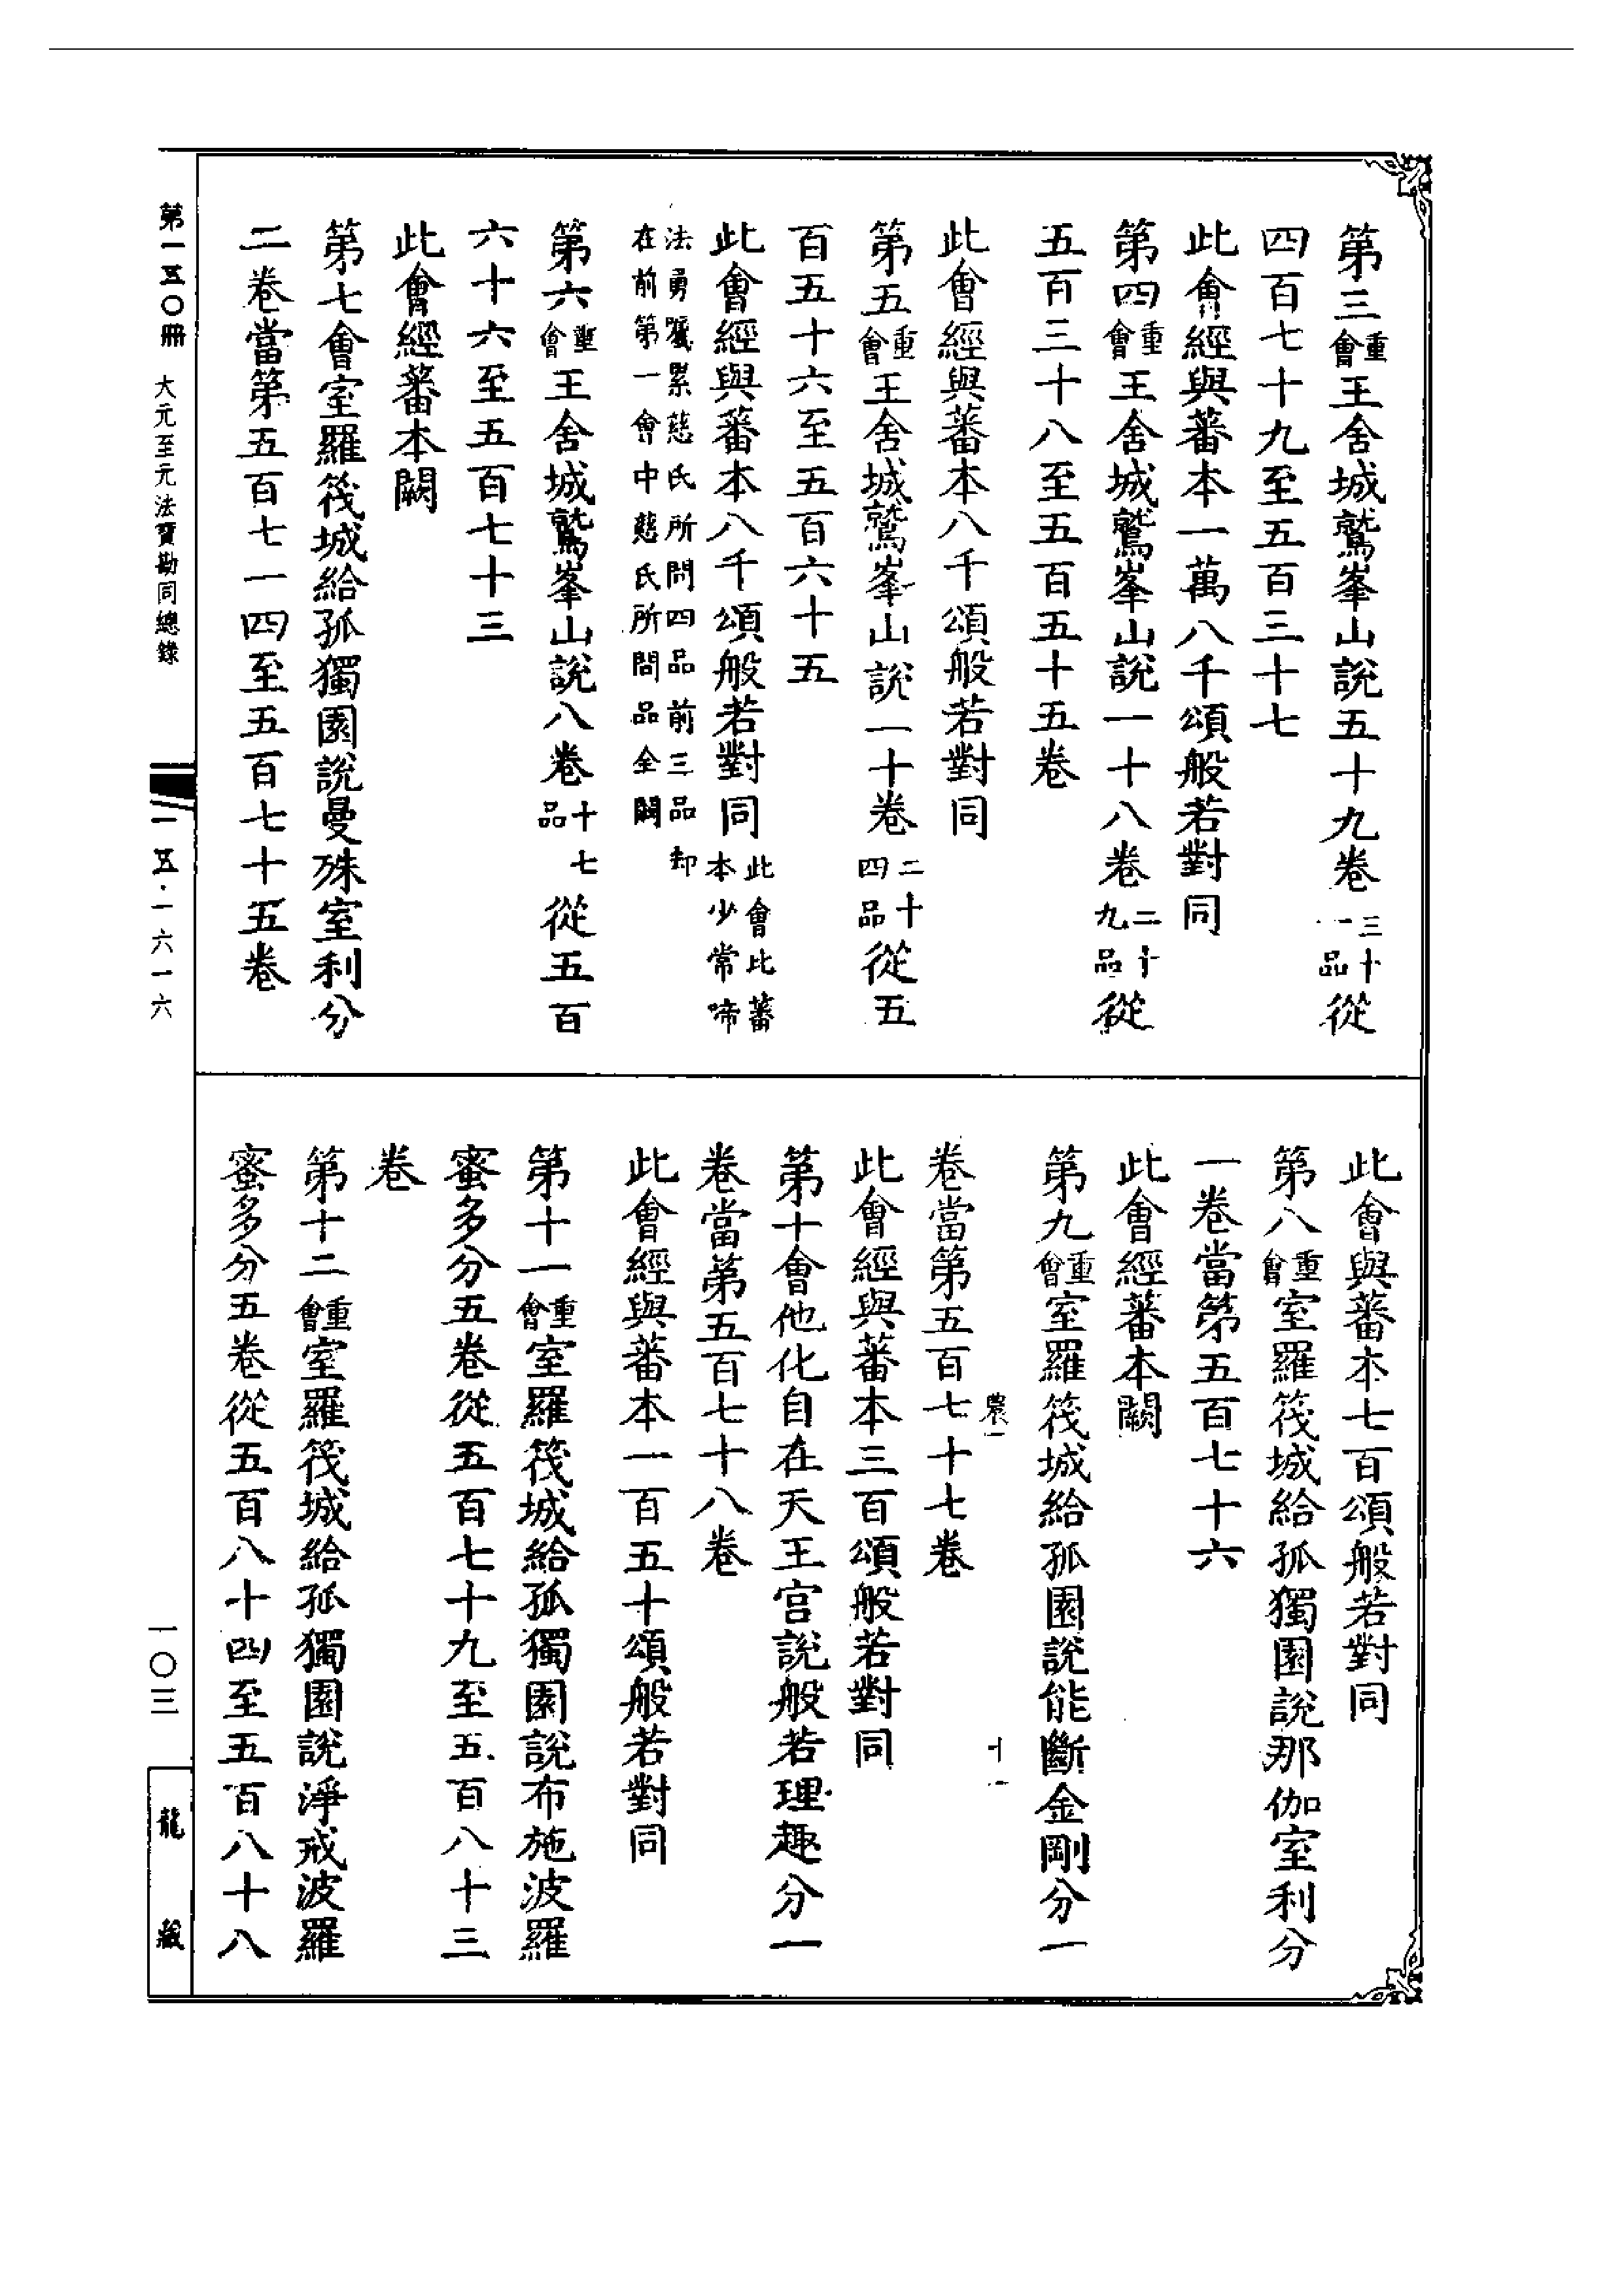 第三重會王舍城鷲峯山說五十九卷三十一品從
四百七十九至五百三十七
此會經與蕃本一萬八千頌般若對同
第四重會王舍城鷲峯山說一十八卷二十九品從
五百三十八至五百五十五卷
此會經與蕃本八千頌般若對同
第五重會王舍城鷲峯山說一十卷二十四品從五
百五十六至五百六十五
此會經與蕃本八千頌般若對同此會比蕃本少常啼
法勇囑累慈氏所問四品前三品却
在前第一會中慈氏所問品全闕
第六重會王舍城鷲峯山說八卷十七品從五百
六十六至五百七十三
此會經蕃本闕
第七會室羅筏城給孤獨園說曼殊室利分
二卷當第五百七一四至五百七十五卷
此會與蕃本七百頌般若對同
第八重會室羅筏城給孤獨園說那伽室利分
一卷當第五百七十六
此會經蕃本闕
第九重會室羅筏城給孤園說能斷金剛分一
農一
十一
卷當第五百七十七卷
此會經與蕃本三百頌般若對同
第十會他化自在天王宮說般若理趣分一
卷當第五百七十八卷
此會經與蕃本一百五十頌般若對同
第十一重會室羅筏城給孤獨園說布施波羅
蜜多分五卷從五百七十九至五百八十三
卷
第十二重會室羅筏城給孤獨園說淨戒波羅
蜜多分五卷從五百八十四至五百八十八
第一五〇冊 大元至元法寶勘同總錄
一五·一六一六
一〇三
龍藏